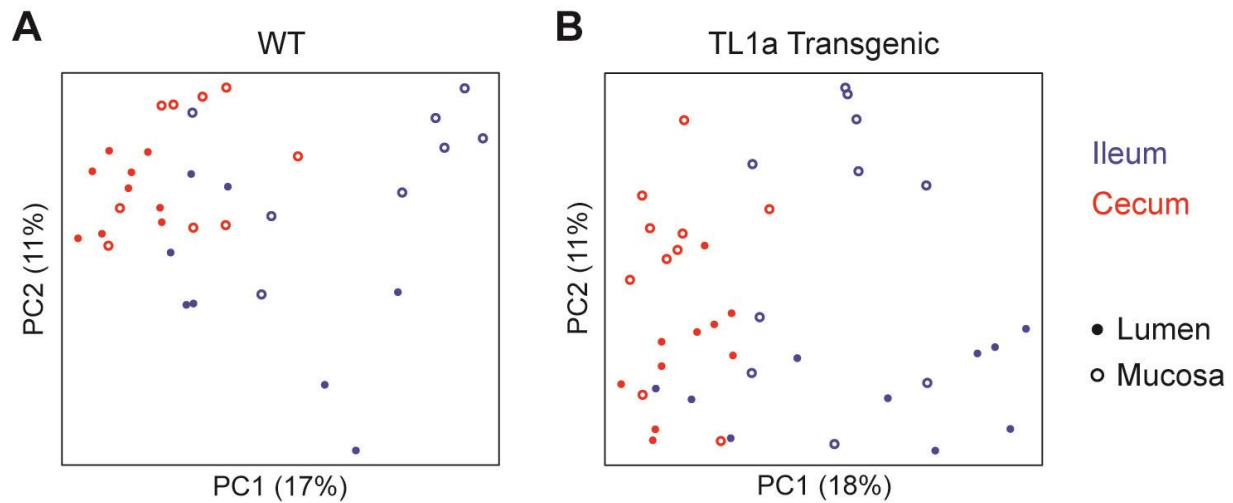 A
WT
PC2 (11%)
PC1 (17%)
B
TL1a Transgenic
PC2 (11%)
PC1 (18%)
Ileum
Cecum
Lumen
Mucosa